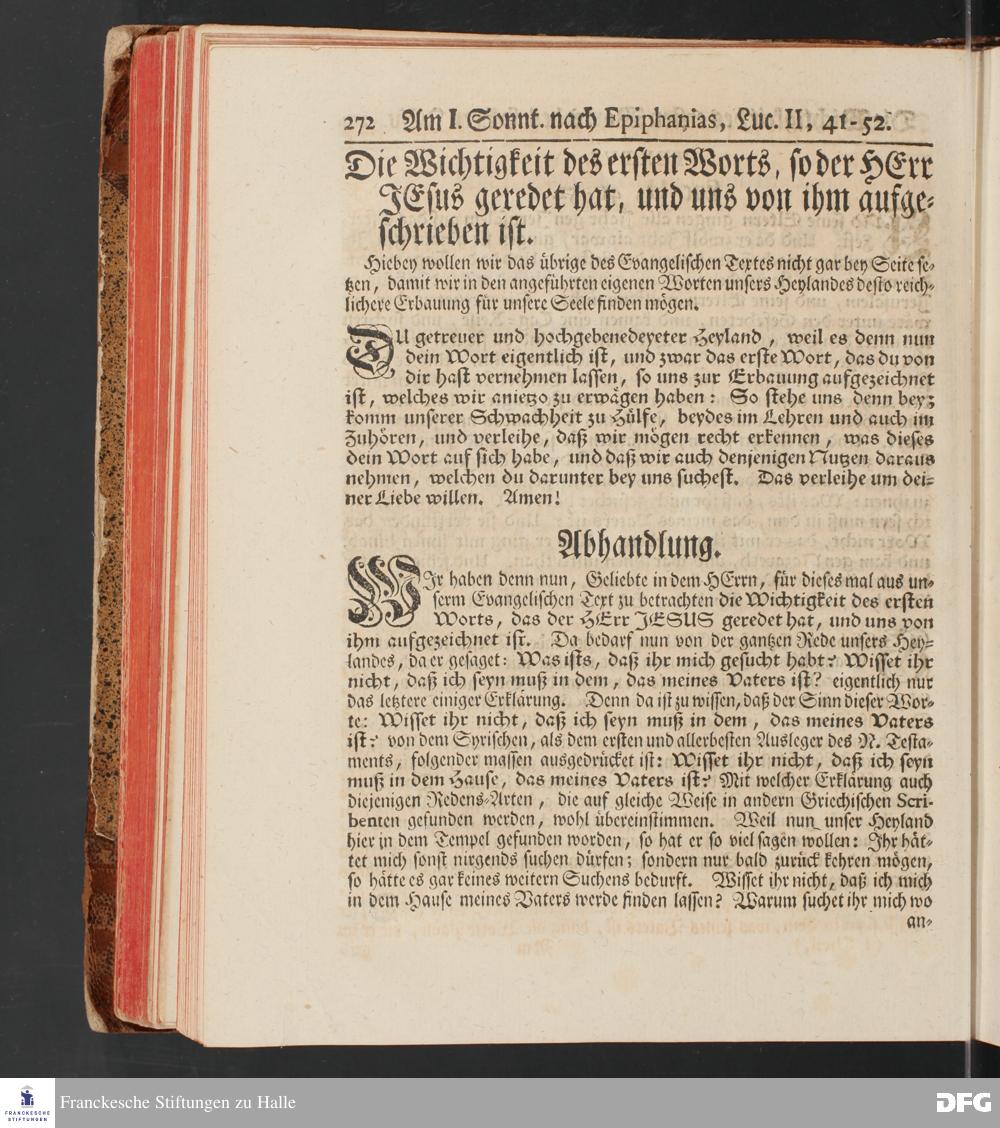 272 Am I. Sonnt. nach Epiphanias, Luc. II, 41-52.
Die Wichtigkeit des ersten Worts, so der HErr
JEsus geredet hat, und uns von ihm aufge-
schrieben ist.
Hiebey wollen wir das übrige des Evangelischen Textes nicht gar bey Seite se-
tzen, damit wir in den angeführten eigenen Worten unsers Heylandes desto reich-
lichere Erbauung für unsere Seele finden mögen.
DU getreuer und hochgebenedeyeter Heyland, weil es denn nun
dein Wort eigentlich ist, und zwar das erste Wort, das du von
dir hast vernehmen lassen, so uns zur Erbauung aufgezeichnet
ist, welches wir anietzo zu erwägen haben: So stehe uns denn bey;
komm unserer Schwachheit zu Hülfe, beydes im Lehren und auch im
Zuhören, und verleihe, daß wir mögen recht erkennen, was dieses
dein Wort auf sich habe, und daß wir auch denjenigen Nutzen daraus
nehmen, welchen du darunter bey uns suchest. Das verleihe um dei-
ner Liebe willen. Amen!
Abhandlung.
WIr haben denn nun, Geliebte in dem HErrn, für dieses mal aus un-
serm Evangelischen Text zu betrachten die Wichtigkeit des ersten
Worts, das der HErr JESUS geredet hat, und uns von
ihm aufgezeichnet ist. Da bedarf nun von der gantzen Rede unsers Hey-
landes, da er gesaget: Was ists, daß ihr mich gesucht habt? Wisset ihr
nicht, daß ich seyn muß in dem, das meines Vaters ist? eigentlich nur
das letztere einiger Erklärung. Denn da ist zu wissen, daß der Sinn dieser Wor-
te: Wisset ihr nicht, daß ich seyn muß in dem, das meines Vaters
ist? von dem Syrischen, als dem ersten und allerbesten Ausleger des N. Testa-
ments, folgender massen ausgedrücket ist: Wisset ihr nicht, daß ich seyn
muß in dem Hause, das meines Vaters ist? Mit welcher Erklärung auch
diejenigen Redens-Arten, die auf gleiche Weise in andern Griechischen Scri-
benten gefunden werden, wohl übereinstimmen. Weil nun unser Heyland
hier in dem Tempel gefunden worden, so hat er so viel sagen wollen: Ihr hät-
tet mich sonst nirgends suchen dürfen; sondern nur bald zurück kehren mögen,
so hätte es gar keines weitern Suchens bedurft. Wisset ihr nicht, daß ich mich
in dem Hause meines Vaters werde finden lassen? Warum suchet ihr mich wo
an-
FRANCKESCHE
STIFTUNGEN
Franckesche Stiftungen zu Halle
DFG